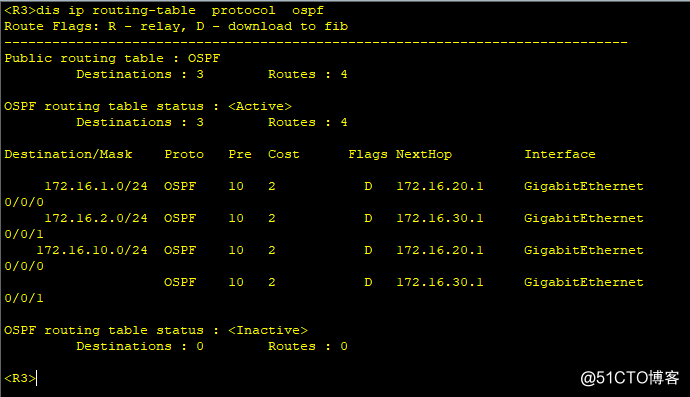 <R3>dis ip routing-table  protocol  ospf
Route Flags: R - relay, D - download to fib
------------------------------------------------------------------------------
Public routing table : OSPF
         Destinations : 3        Routes : 4
OSPF routing table status : <Active>
         Destinations : 3        Routes : 4
Destination/Mask    Proto   Pre  Cost      Flags NextHop         Interface
     172.16.1.0/24  OSPF    10   2           D   172.16.20.1     GigabitEthernet
0/0/0
     172.16.2.0/24  OSPF    10   2           D   172.16.30.1     GigabitEthernet
0/0/1
    172.16.10.0/24  OSPF    10   2           D   172.16.20.1     GigabitEthernet
0/0/0
                    OSPF    10   2           D   172.16.30.1     GigabitEthernet
0/0/1
OSPF routing table status : <Inactive>
         Destinations : 0        Routes : 0
<R3>
@51CTO博客